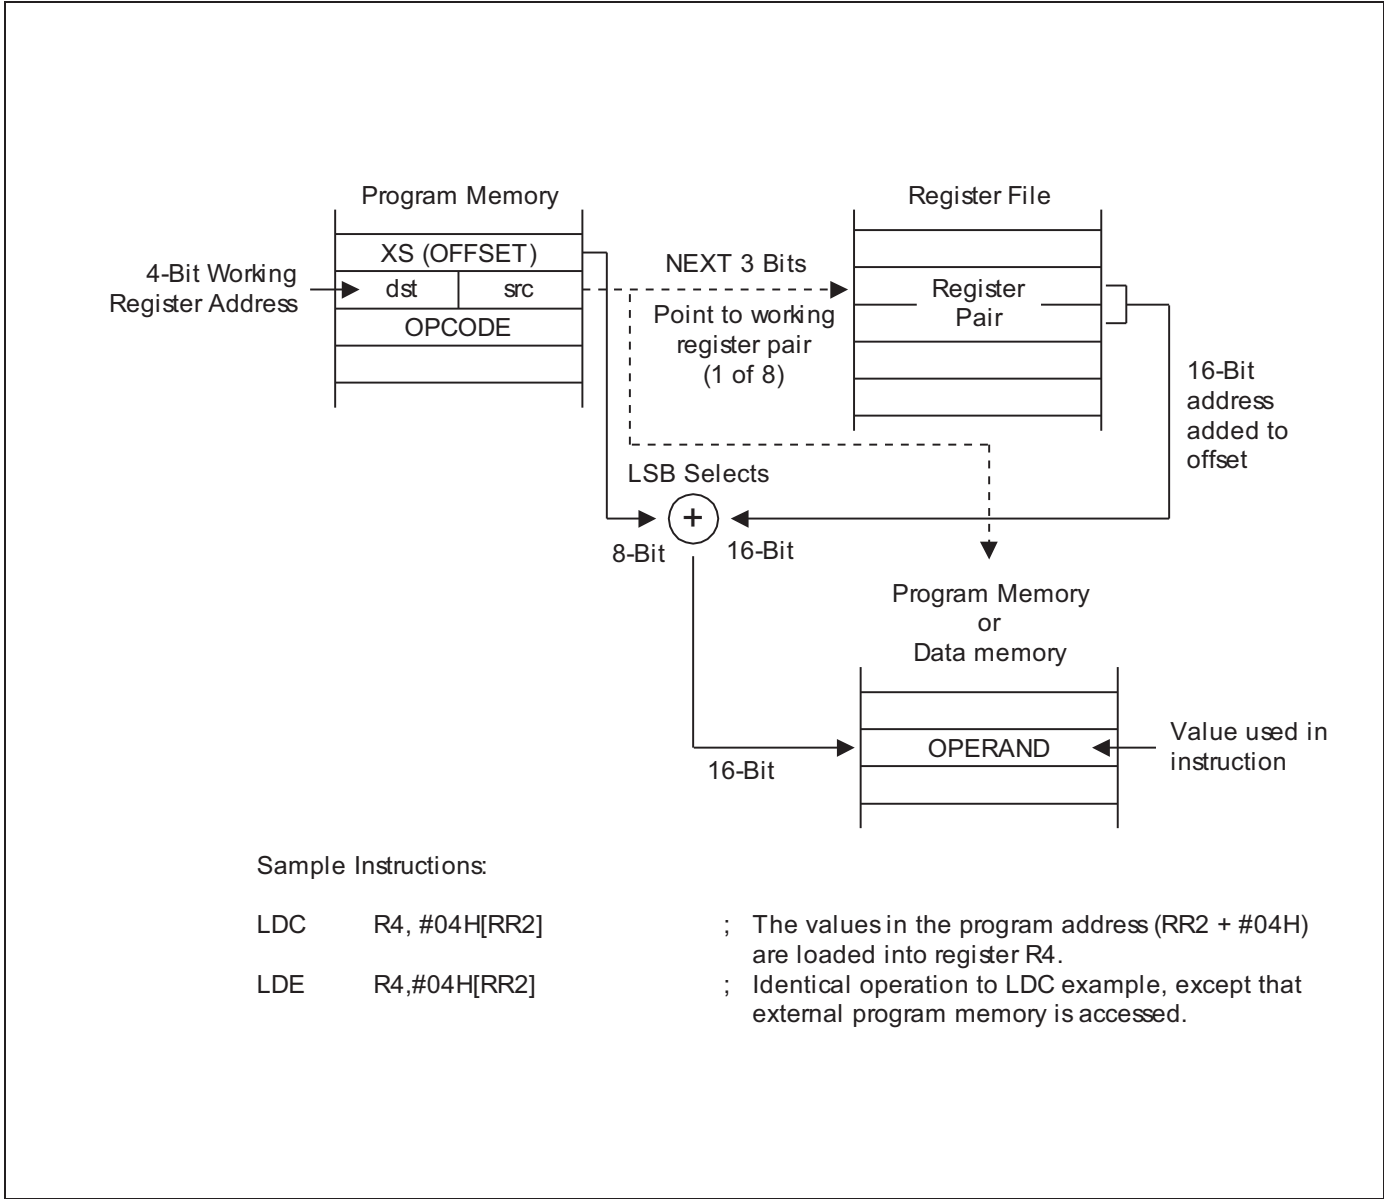 Program Memory
Register File
XS (OFFSET)
4-Bit Working
Register Address
dst
src
OPCODE
NEXT 3 Bits
Point to working
register pair
(1 of 8)
Register
Pair
16-Bit
address
added to
offset
LSB Selects
+
8-Bit
16-Bit
Program Memory
or
Data memory
OPERAND
16-Bit
Value used in
instruction
Sample Instructions:
LDC R4, #04H[RR2] ; The values in the program address (RR2 + #04H)
are loaded into register R4.
LDE R4,#04H[RR2] ; Identical operation to LDC example, except that
external program memory is accessed.